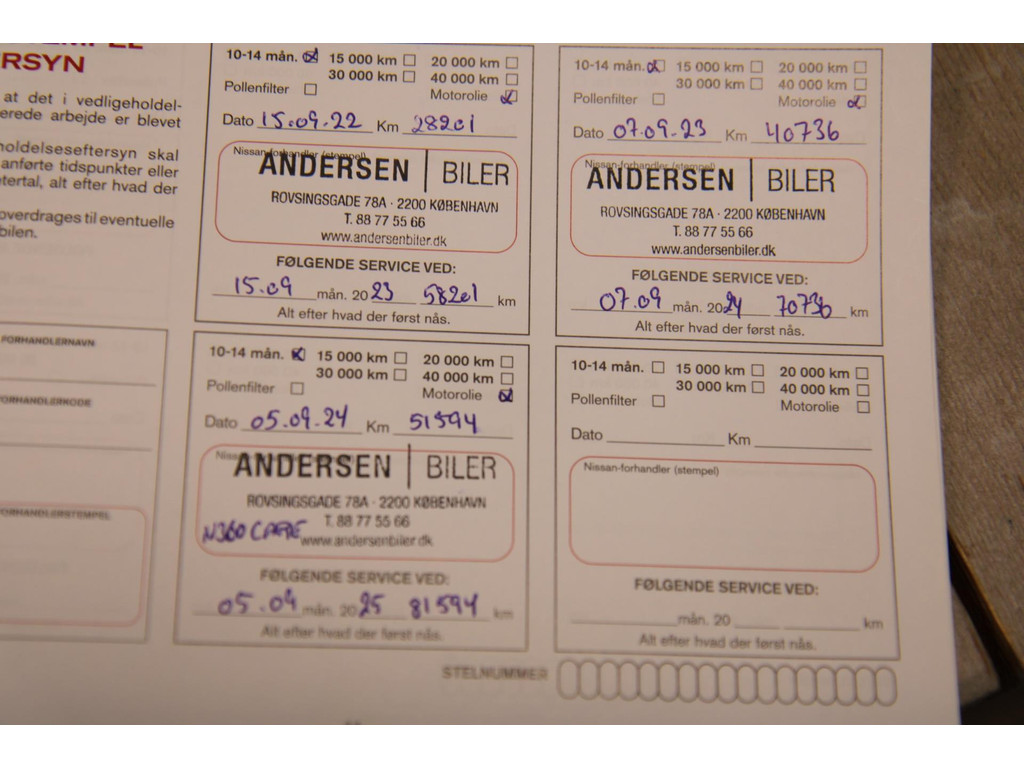 RSYN
at det i vedligeholdel-
erede arbejde er blevet
holdelseseftersyn skal
anførte tidspunkter eller
etertal, alt efter hvad der
overdrages til eventuelle
bilen.
FORHANDLERNAVN
FORHANDLERKODE
FORHANDLERSTEMPEL
10-14 mån. 15 000 km 20 000 km
30 000 km 40 000 km
Pollenfilter Motorolie
Dato 15.09.22 Km 28201
Nissan-forhandler (stempel)
ANDERSEN | BILER
ROVSINGSGADE 78A · 2200 KØBENHAVN
T. 88 77 55 66
www.andersenbiler.dk
FØLGENDE SERVICE VED:
15.09 mån. 2023 58201 km
Alt efter hvad der først nås.
10-14 mån. 15 000 km 20 000 km
30 000 km 40 000 km
Pollenfilter Motorolie
Dato 07.09.23 Km 40736
Nissan-forhandler (stempel)
ANDERSEN | BILER
ROVSINGSGADE 78A · 2200 KØBENHAVN
T. 88 77 55 66
www.andersenbiler.dk
FØLGENDE SERVICE VED:
07.09 mån. 2024 70736 km
Alt efter hvad der først nås.
10-14 mån. 15 000 km 20 000 km
30 000 km 40 000 km
Pollenfilter Motorolie
Dato 05.09.24 Km 51594
Nissan-forhandler (stempel)
ANDERSEN | BILER
ROVSINGSGADE 78A · 2200 KØBENHAVN
T. 88 77 55 66
N360 CARE www.andersenbiler.dk
FØLGENDE SERVICE VED:
05.09 mån. 2025 81594 km
Alt efter hvad der først nås.
10-14 mån. 15 000 km 20 000 km
30 000 km 40 000 km
Pollenfilter Motorolie
Dato Km
Nissan-forhandler (stempel)
FØLGENDE SERVICE VED:
mån. 20 km
Alt efter hvad der først nås.
STELNUMMER